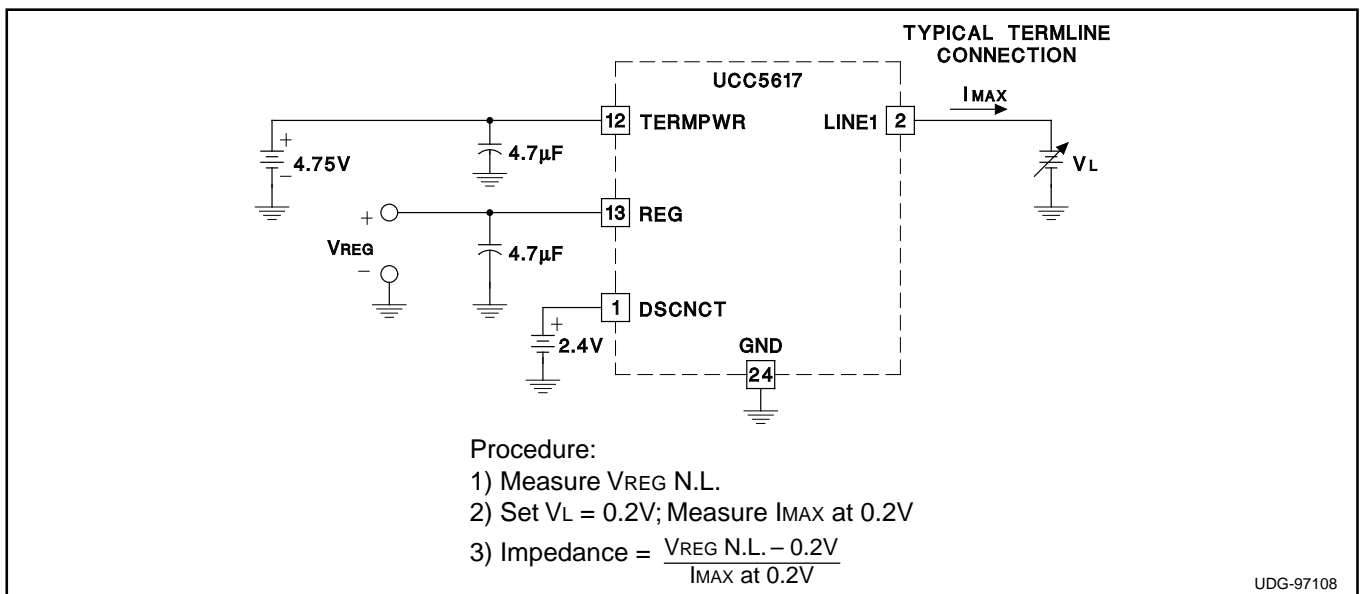 TYPICAL TERMLINE
CONNECTION
UCC5617
IMAX
12 TERMPWR LINE1 2
+
4.75V
–
4.7µF
VL
13 REG
+
VREG
–
4.7µF
1 DSCNCT
+
2.4V
GND
24
Procedure:
1) Measure VREG N.L.
2) Set VL = 0.2V; Measure IMAX at 0.2V
3) Impedance = VREG N.L. – 0.2V
IMAX at 0.2V
UDG-97108